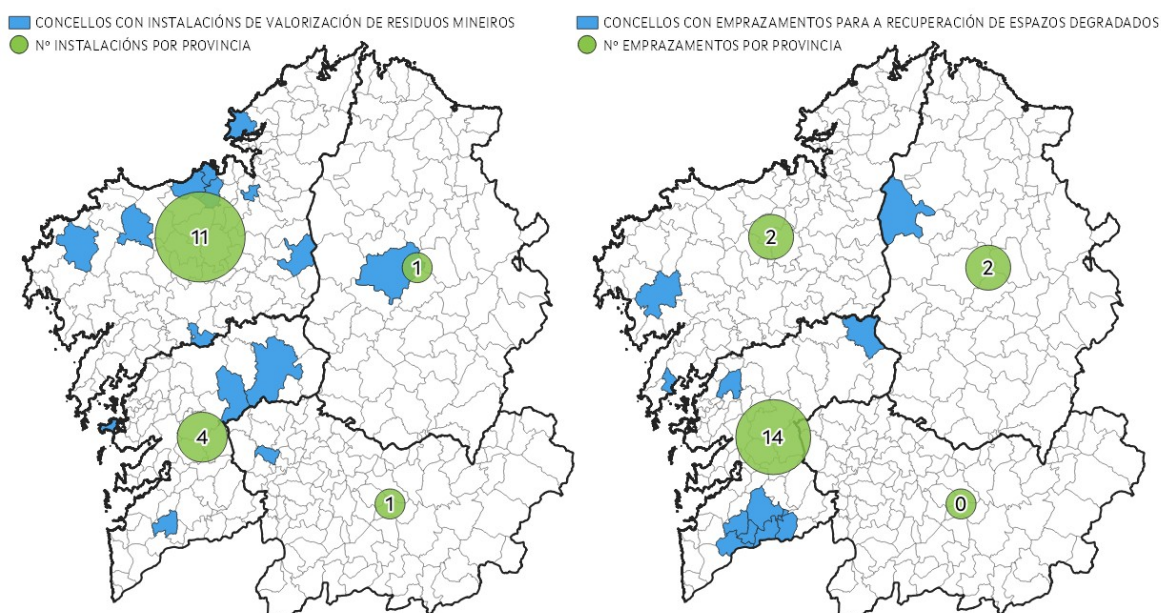 CONCELLOS CON INSTALACIÓNS DE VALORIZACIÓN DE RESIDUOS MINEIROS
Nº INSTALACIÓNS POR PROVINCIA
11
1
4
1
CONCELLOS CON EMPRAZAMENTOS PARA A RECUPERACIÓN DE ESPAZOS DEGRADADOS
Nº EMPRAZAMENTOS POR PROVINCIA
2
2
14
0